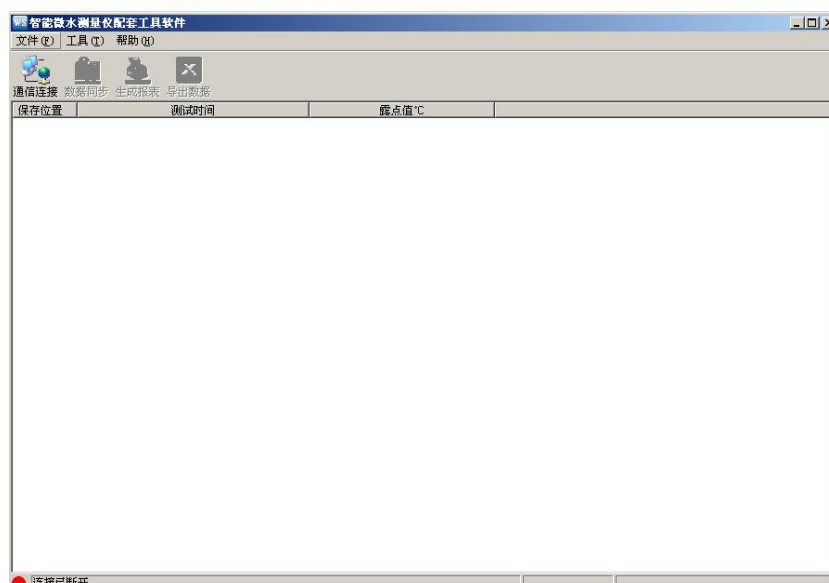 WS 智能微水测量仪配套工具软件
文件(F) 工具(T) 帮助(H)
通信连接 数据同步 生成报表 导出数据
保存位置 测试时间 露点值℃
连接已断开